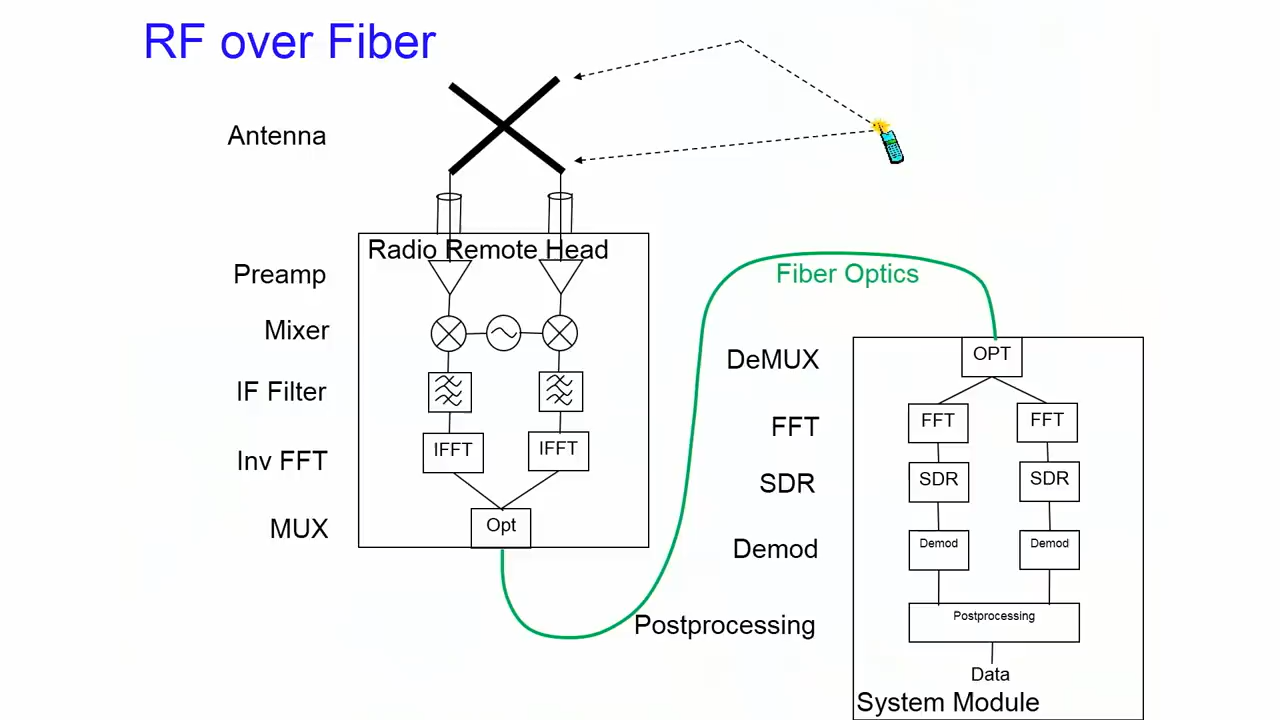 RF over Fiber
Antenna
Radio Remote Head
Preamp
Mixer
IF Filter
Inv FFT
IFFT
IFFT
MUX
Opt
Fiber Optics
DeMUX
OPT
FFT
FFT
FFT
SDR
SDR
SDR
Demod
Demod
Demod
Postprocessing
Postprocessing
Data
System Module